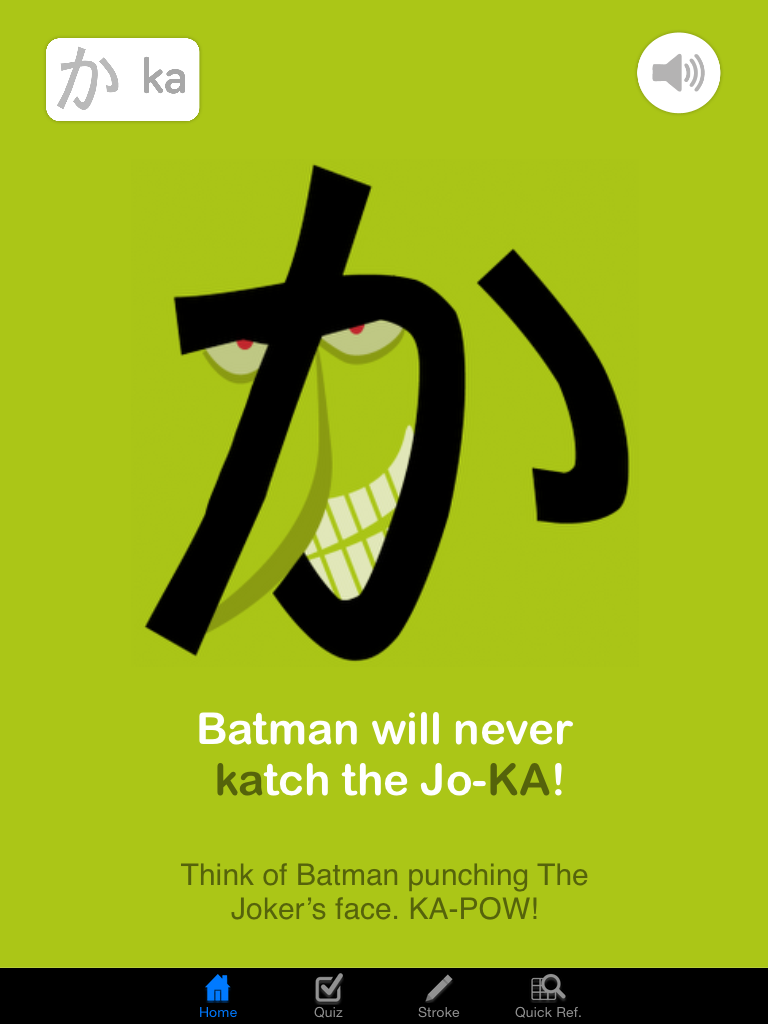 か ka
か
Batman will never
katch the Jo-KA!
Think of Batman punching The
Joker’s face. KA-POW!
Home Quiz Stroke Quick Ref.